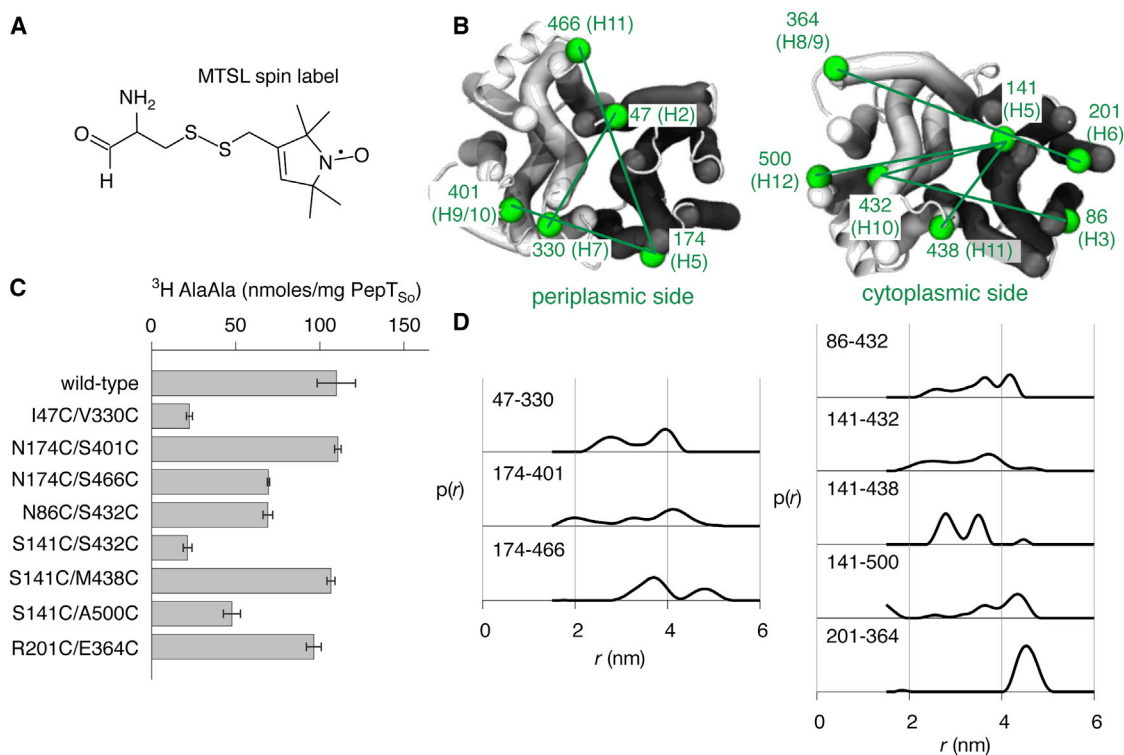 A
MTSL spin label
NH2
O
H
S
S
N
O
B
466 (H11)
47 (H2)
401
(H9/10)
330 (H7)
174
(H5)
periplasmic side
364
(H8/9)
141
(H5)
201
(H6)
500
(H12)
432
(H10)
438 (H11)
86
(H3)
cytoplasmic side
C
3H AlaAla (nmoles/mg PepTSo)
0 50 100 150
wild-type
I47C/V330C
N174C/S401C
N174C/S466C
N86C/S432C
S141C/S432C
S141C/M438C
S141C/A500C
R201C/E364C
D
p(r)
47-330
174-401
174-466
0 2 4 6
r (nm)
p(r)
86-432
141-432
141-438
141-500
201-364
0 2 4 6
r (nm)